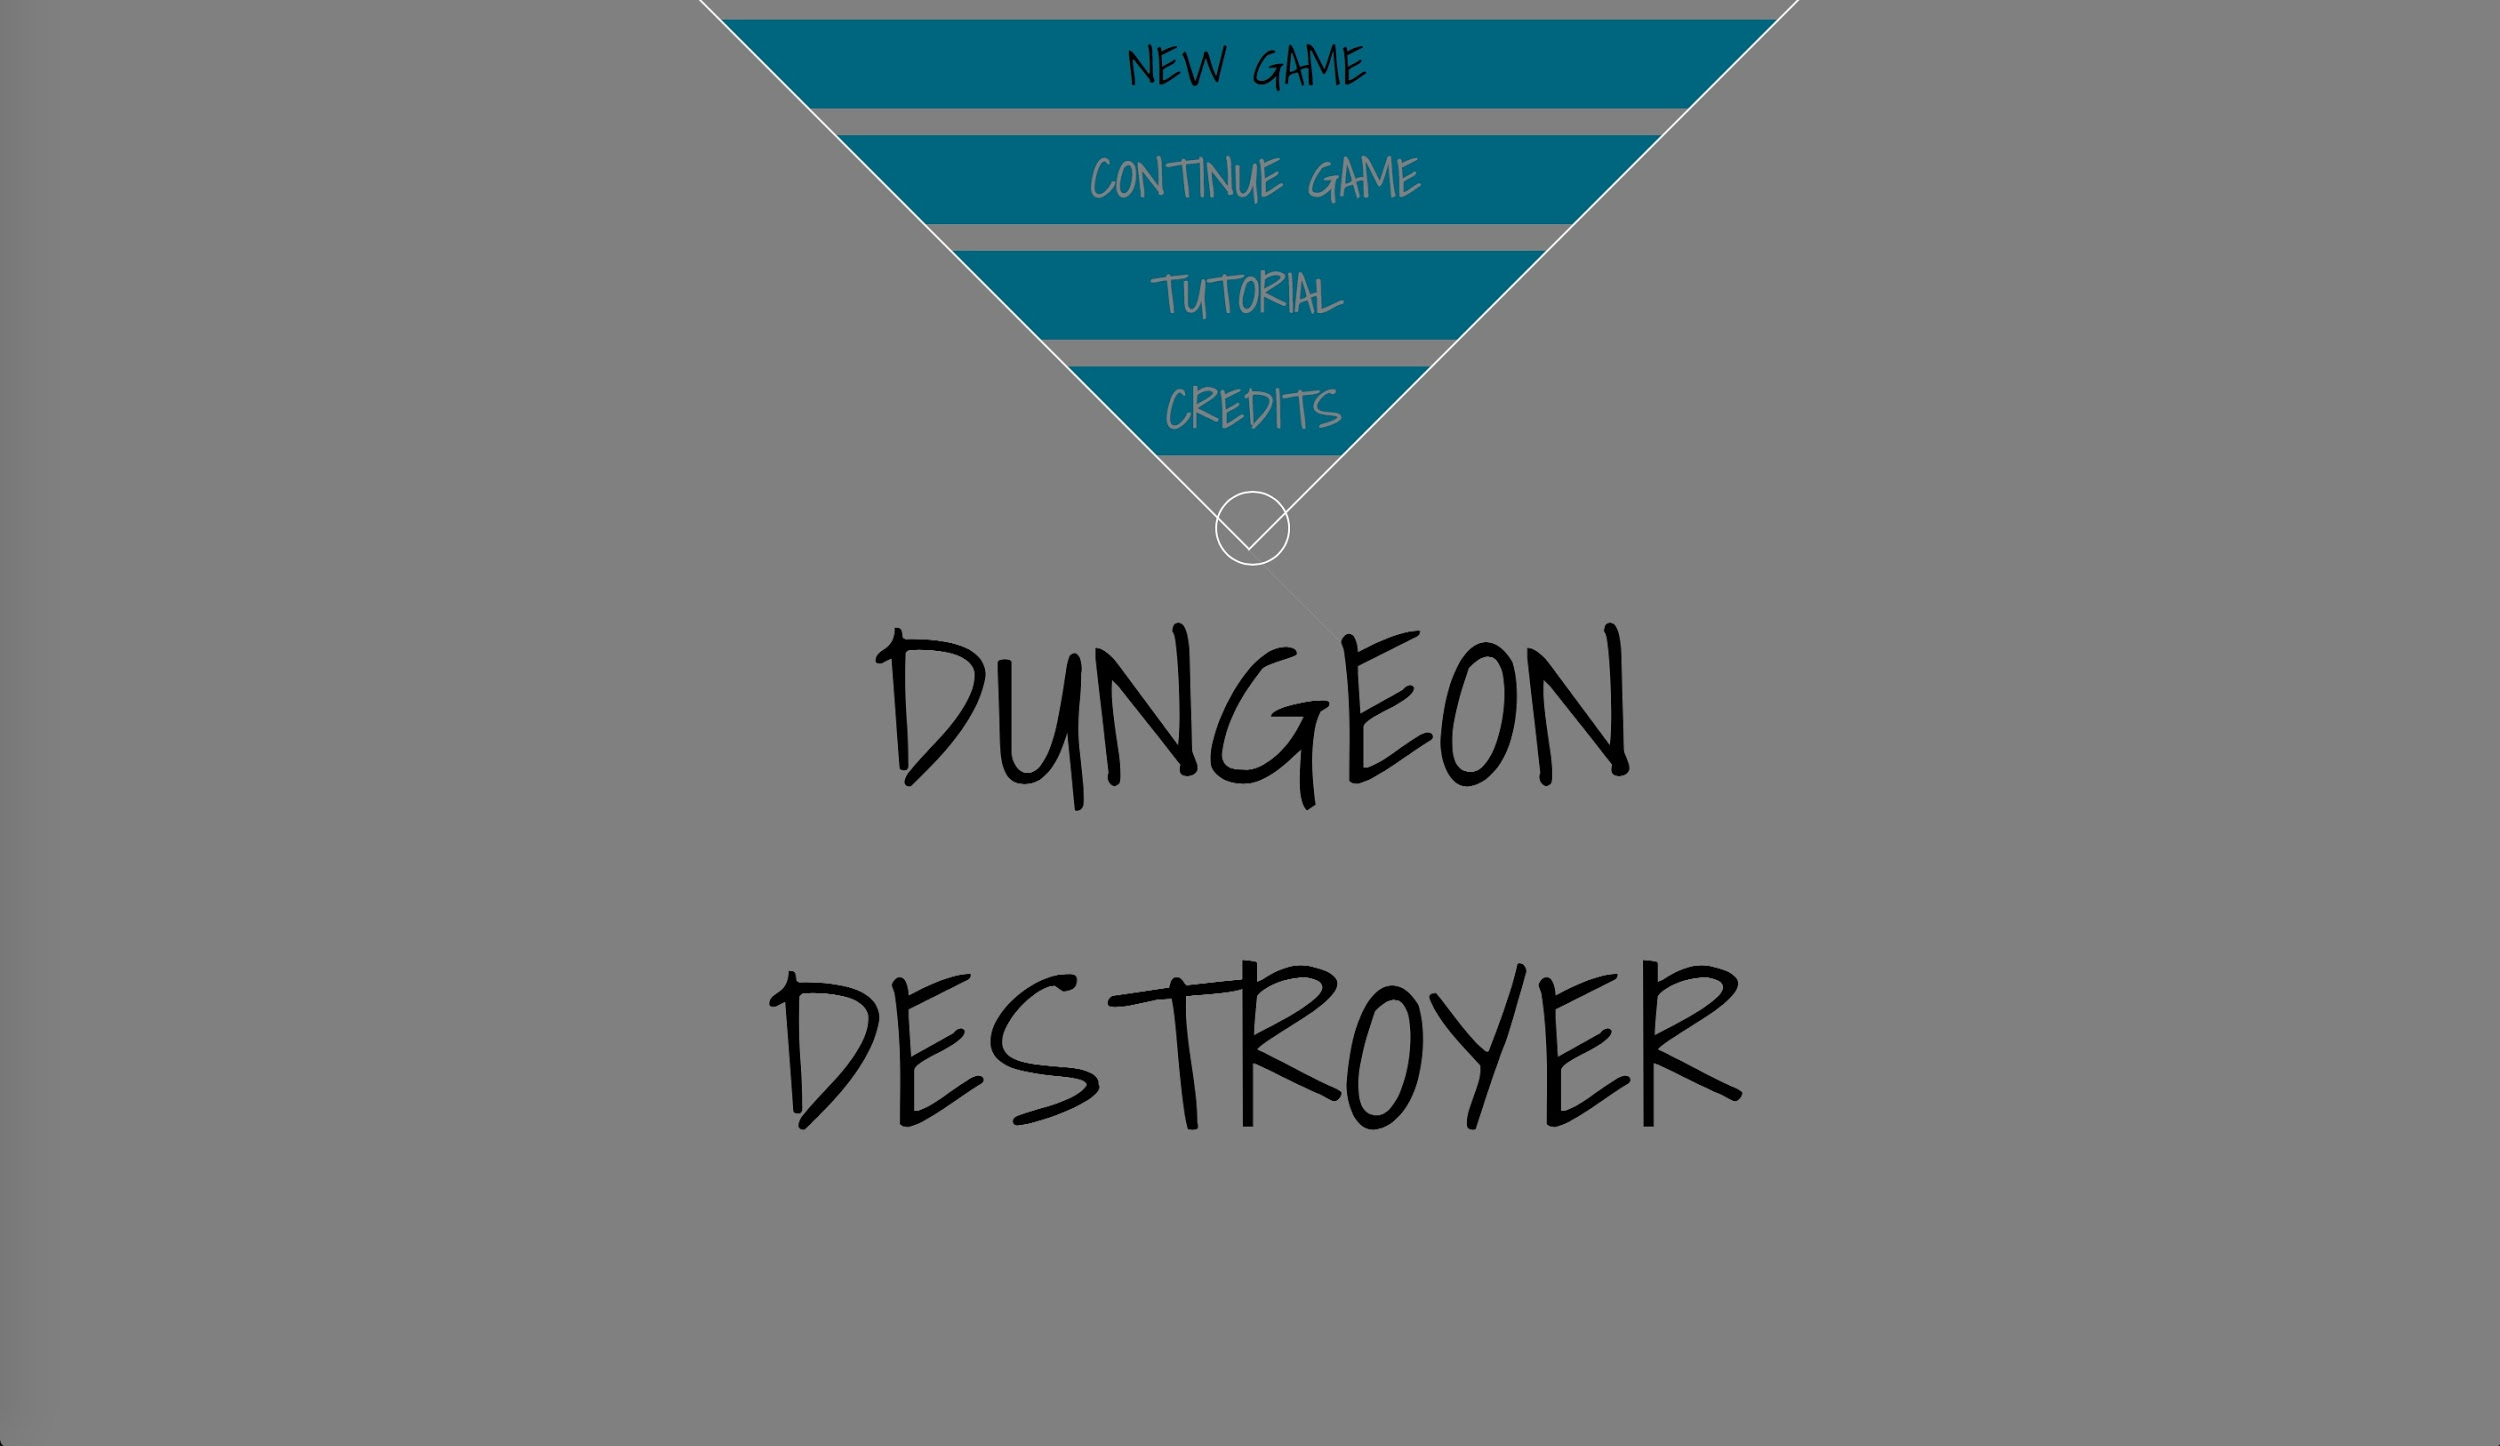 NEW GAME
CONTINUE GAME
TUTORIAL
CREDITS
DUNGEON
DESTROYER